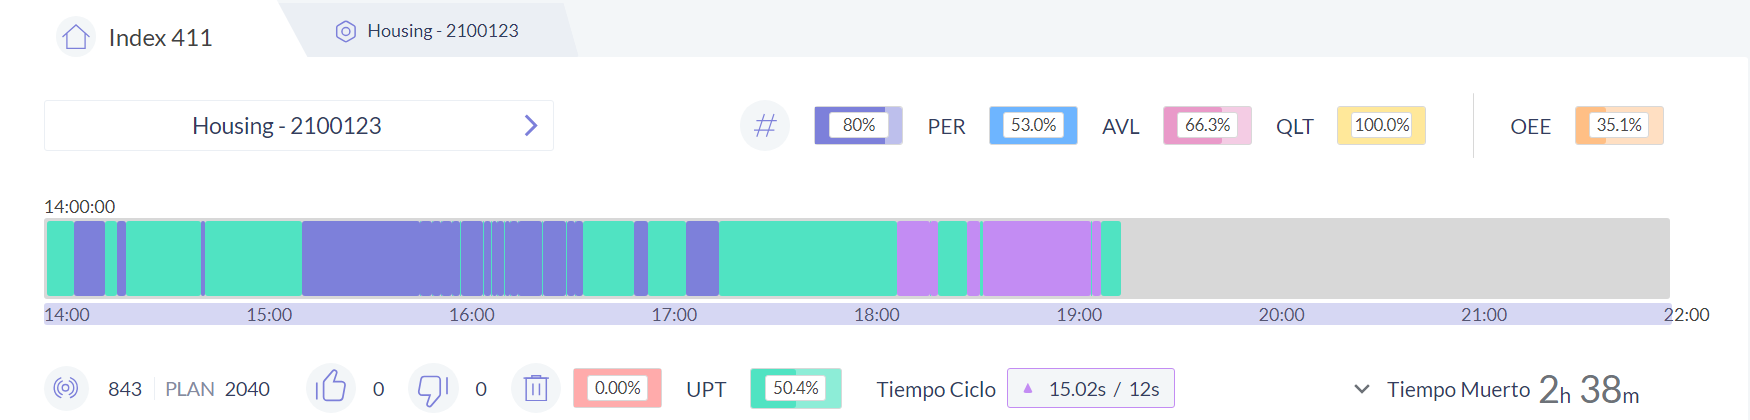 Index 411
Housing - 2100123
Housing - 2100123
# 80% PER 53.0% AVL 66.3% QLT 100.0% OEE 35.1%
14:00:00
14:00 15:00 16:00 17:00 18:00 19:00 20:00 21:00 22:00
843 PLAN 2040 0 0 0.00% UPT 50.4% Tiempo Ciclo 15.02s / 12s Tiempo Muerto 2h 38m